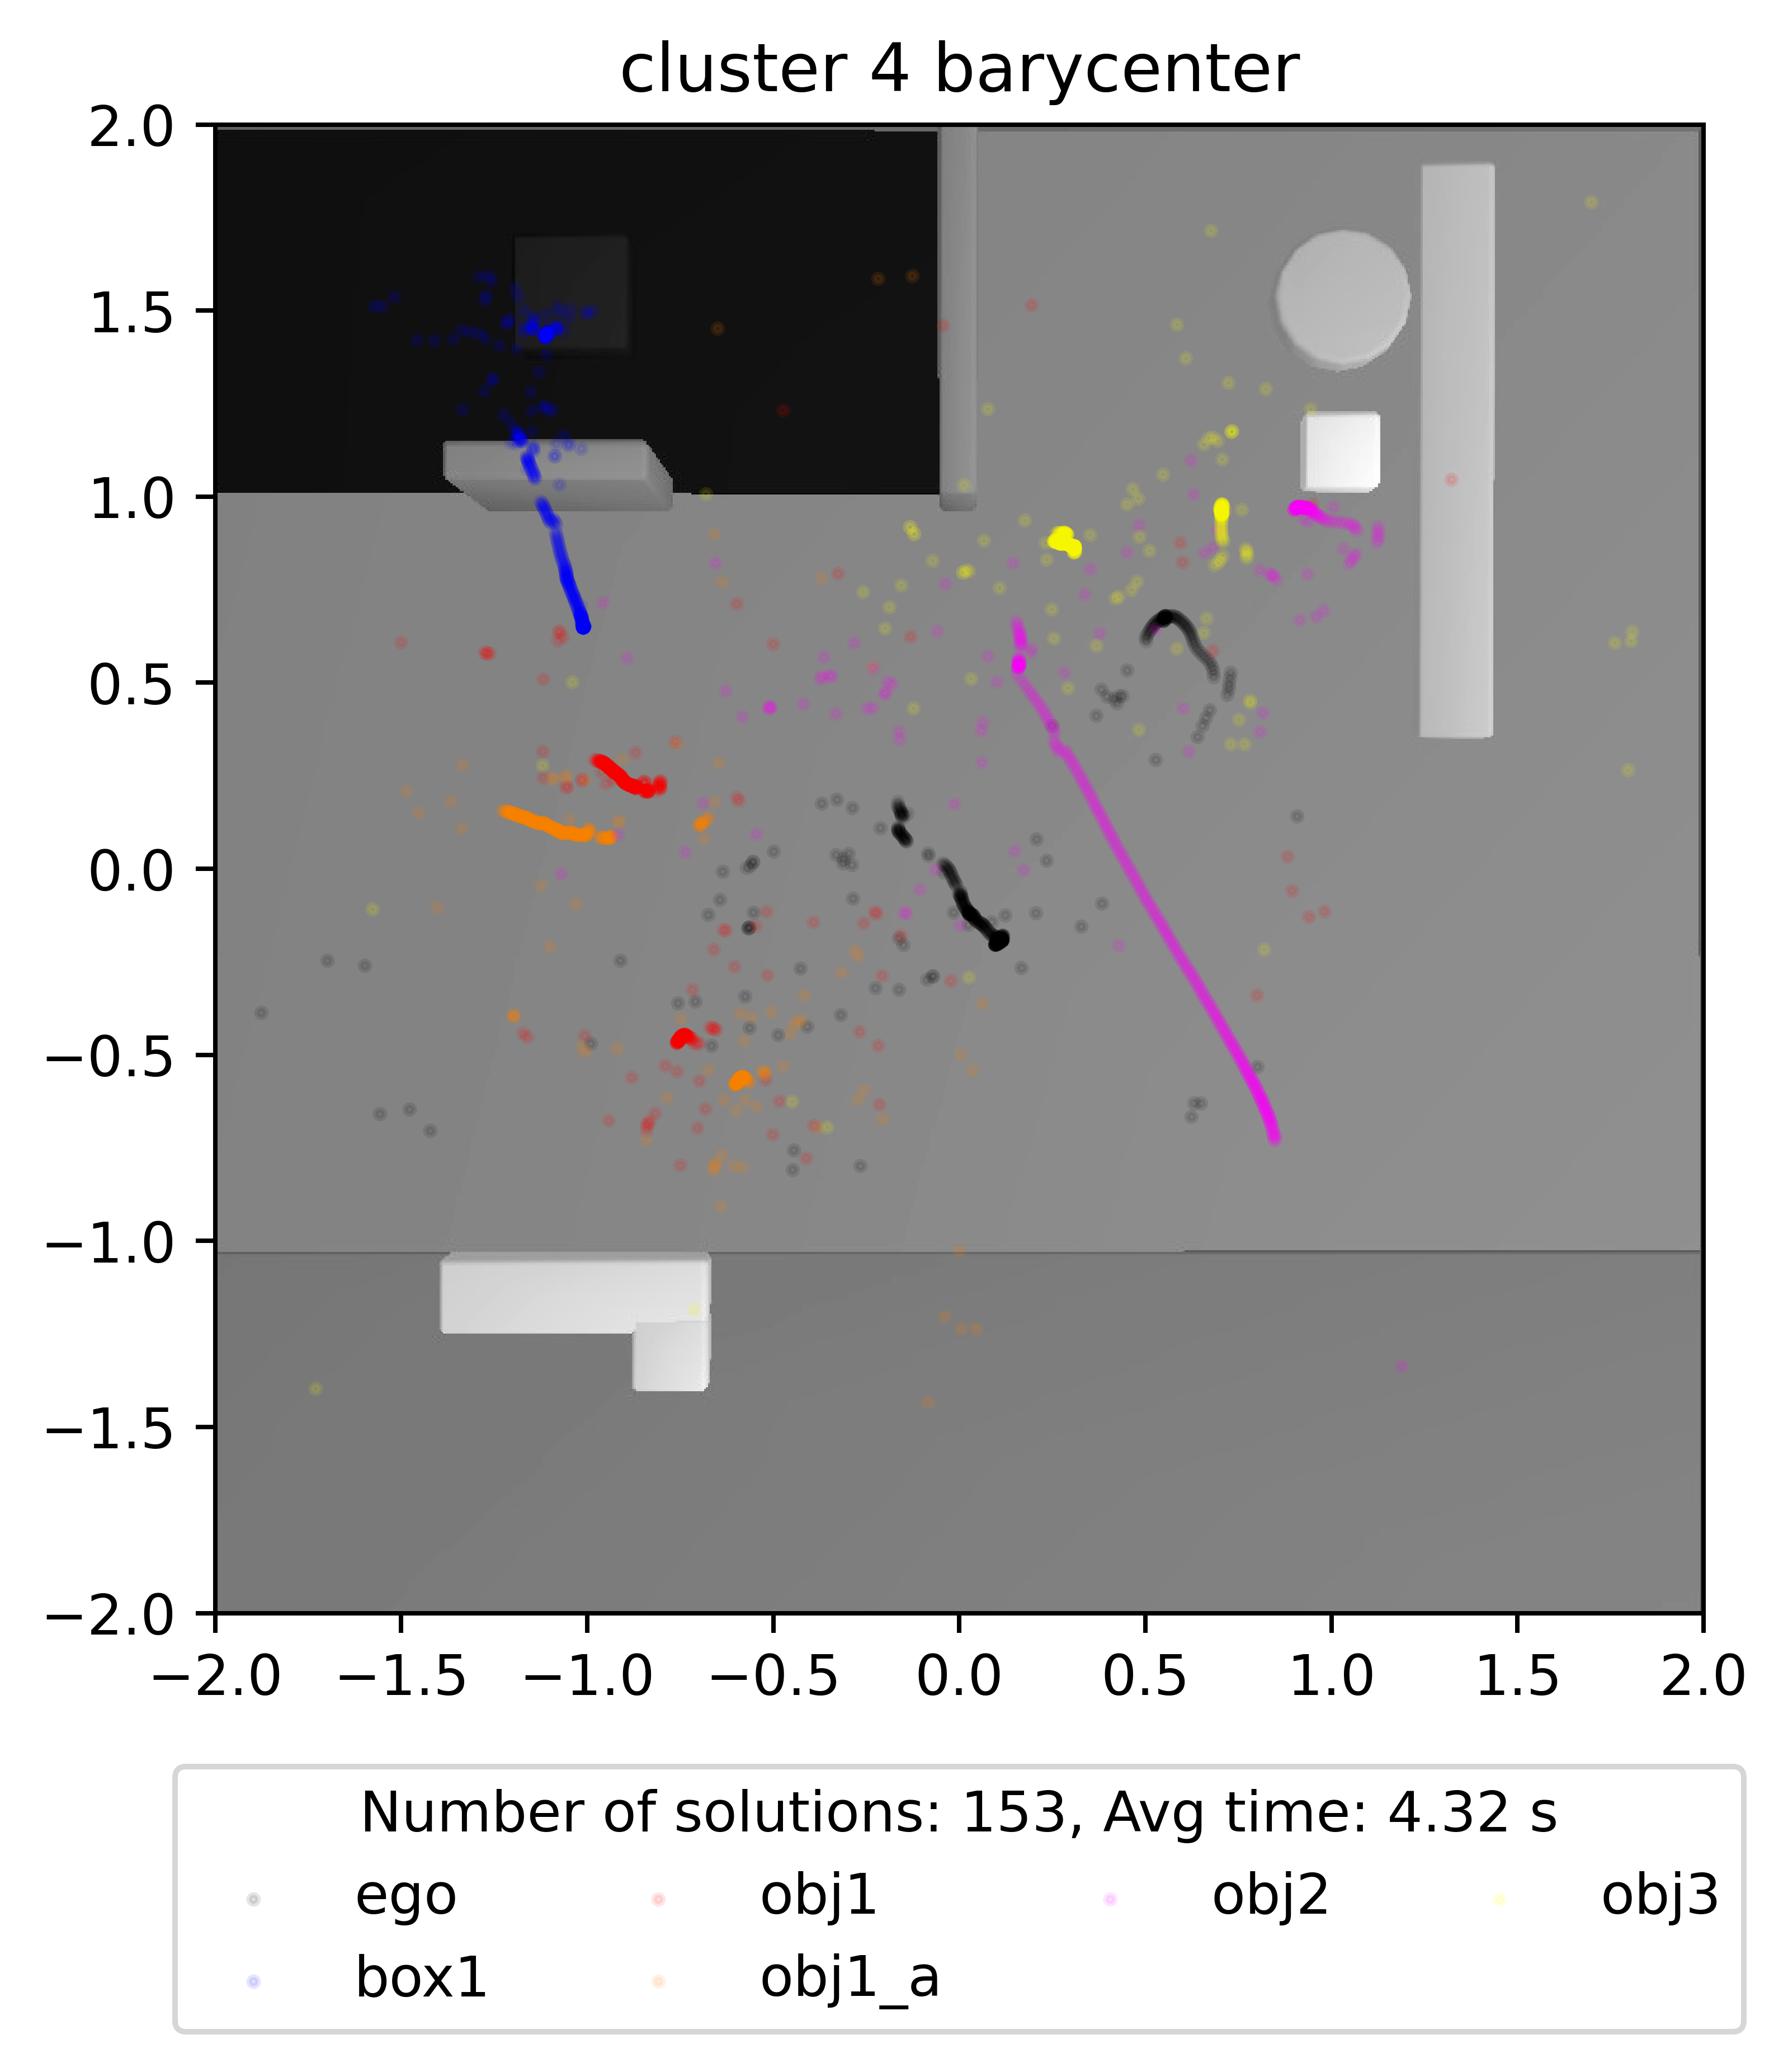 cluster 4 barycenter
2.0
1.5
1.0
0.5
0.0
−0.5
−1.0
−1.5
−2.0
−2.0 −1.5 −1.0 −0.5 0.0 0.5 1.0 1.5 2.0
Number of solutions: 153, Avg time: 4.32 s
ego obj1 obj2 obj3
box1 obj1_a